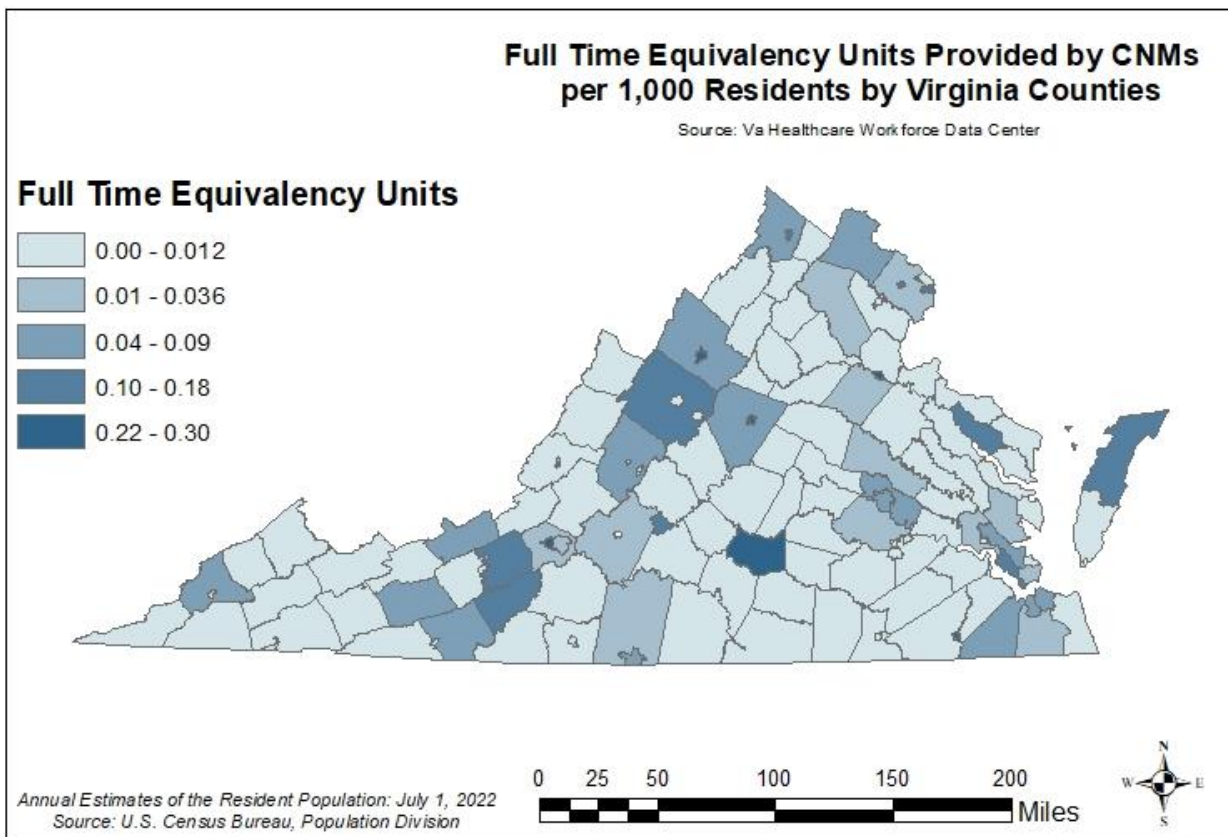 Full Time Equivalency Units Provided by CNMs
per 1,000 Residents by Virginia Counties
Source: Va Healthcare Workforce Data Center
Full Time Equivalency Units
0.00 - 0.012
0.01 - 0.036
0.04 - 0.09
0.10 - 0.18
0.22 - 0.30
Annual Estimates of the Resident Population: July 1, 2022
Source: U.S. Census Bureau, Population Division
0 25 50 100 150 200
Miles
N
W E
S